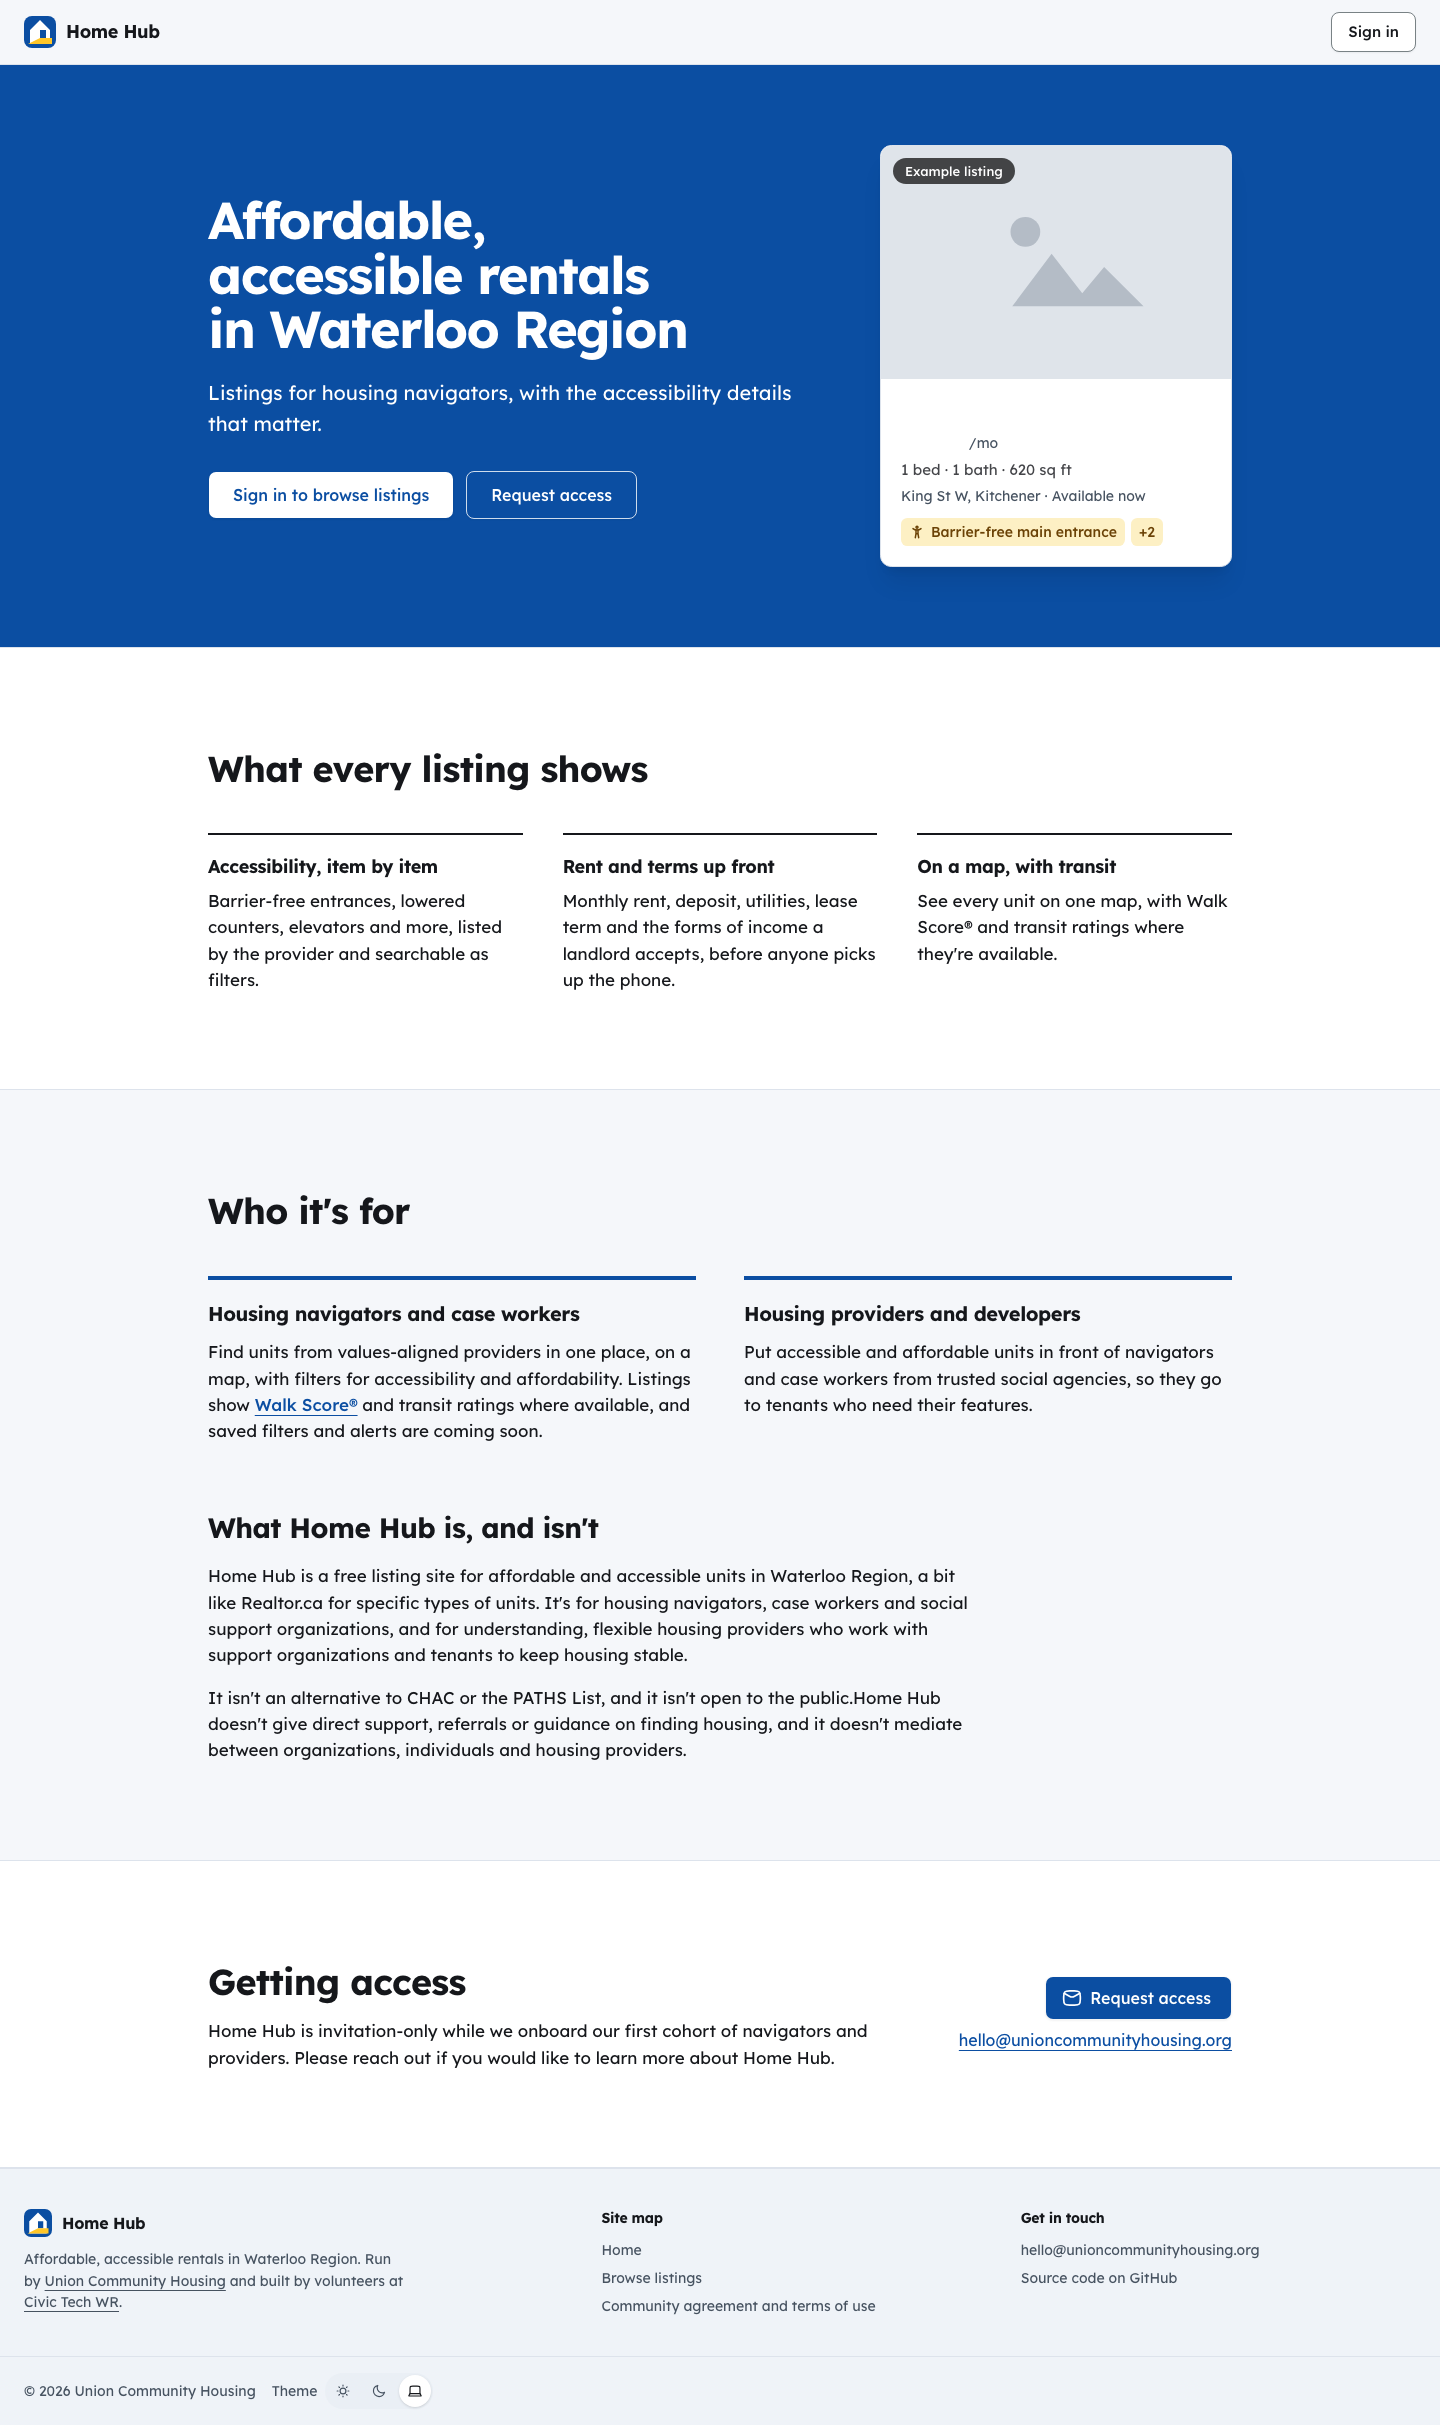 Home Hub
Sign in
Affordable,
accessible rentals
in Waterloo Region
Listings for housing navigators, with the accessibility details
that matter.
Sign in to browse listings
Request access
Example listing
/mo
1 bed · 1 bath · 620 sq ft
King St W, Kitchener · Available now
Barrier-free main entrance
+2
What every listing shows
Accessibility, item by item
Barrier-free entrances, lowered
counters, elevators and more, listed
by the provider and searchable as
filters.
Rent and terms up front
Monthly rent, deposit, utilities, lease
term and the forms of income a
landlord accepts, before anyone picks
up the phone.
On a map, with transit
See every unit on one map, with Walk
Score® and transit ratings where
they're available.
Who it's for
Housing navigators and case workers
Find units from values-aligned providers in one place, on a
map, with filters for accessibility and affordability. Listings
show Walk Score® and transit ratings where available, and
saved filters and alerts are coming soon.
Housing providers and developers
Put accessible and affordable units in front of navigators
and case workers from trusted social agencies, so they go
to tenants who need their features.
What Home Hub is, and isn't
Home Hub is a free listing site for affordable and accessible units in Waterloo Region, a bit
like Realtor.ca for specific types of units. It's for housing navigators, case workers and social
support organizations, and for understanding, flexible housing providers who work with
support organizations and tenants to keep housing stable.
It isn't an alternative to CHAC or the PATHS List, and it isn't open to the public.Home Hub
doesn't give direct support, referrals or guidance on finding housing, and it doesn't mediate
between organizations, individuals and housing providers.
Getting access
Home Hub is invitation-only while we onboard our first cohort of navigators and
providers. Please reach out if you would like to learn more about Home Hub.
Request access
hello@unioncommunityhousing.org
Home Hub
Affordable, accessible rentals in Waterloo Region. Run
by Union Community Housing and built by volunteers at
Civic Tech WR.
Site map
Home
Browse listings
Community agreement and terms of use
Get in touch
hello@unioncommunityhousing.org
Source code on GitHub
© 2026 Union Community Housing
Theme